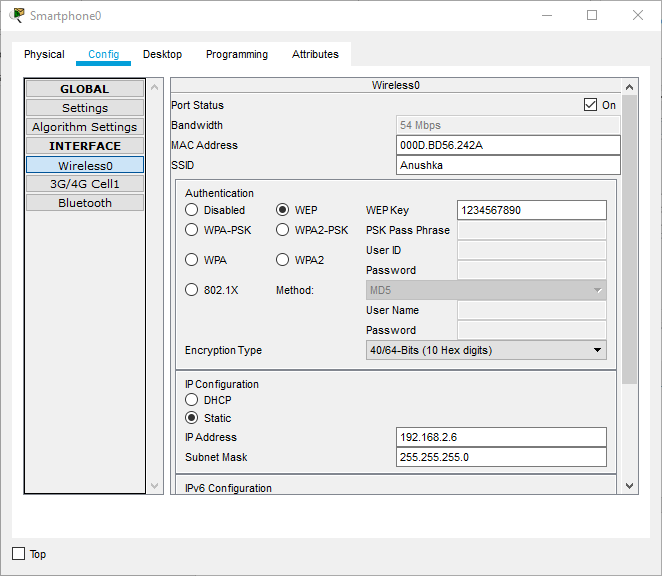 Smartphone0
Physical Config Desktop Programming Attributes
GLOBAL
Settings
Algorithm Settings
INTERFACE
Wireless0
3G/4G Cell1
Bluetooth
Wireless0
Port Status On
Bandwidth 54 Mbps
MAC Address 000D.BD56.242A
SSID Anushka
Authentication
Disabled WEP WEP Key 1234567890
WPA-PSK WPA2-PSK PSK Pass Phrase
User ID
WPA WPA2
Password
802.1X Method: MD5
User Name
Password
Encryption Type 40/64-Bits (10 Hex digits)
IP Configuration
DHCP
Static
IP Address 192.168.2.6
Subnet Mask 255.255.255.0
IPv6 Configuration
Top